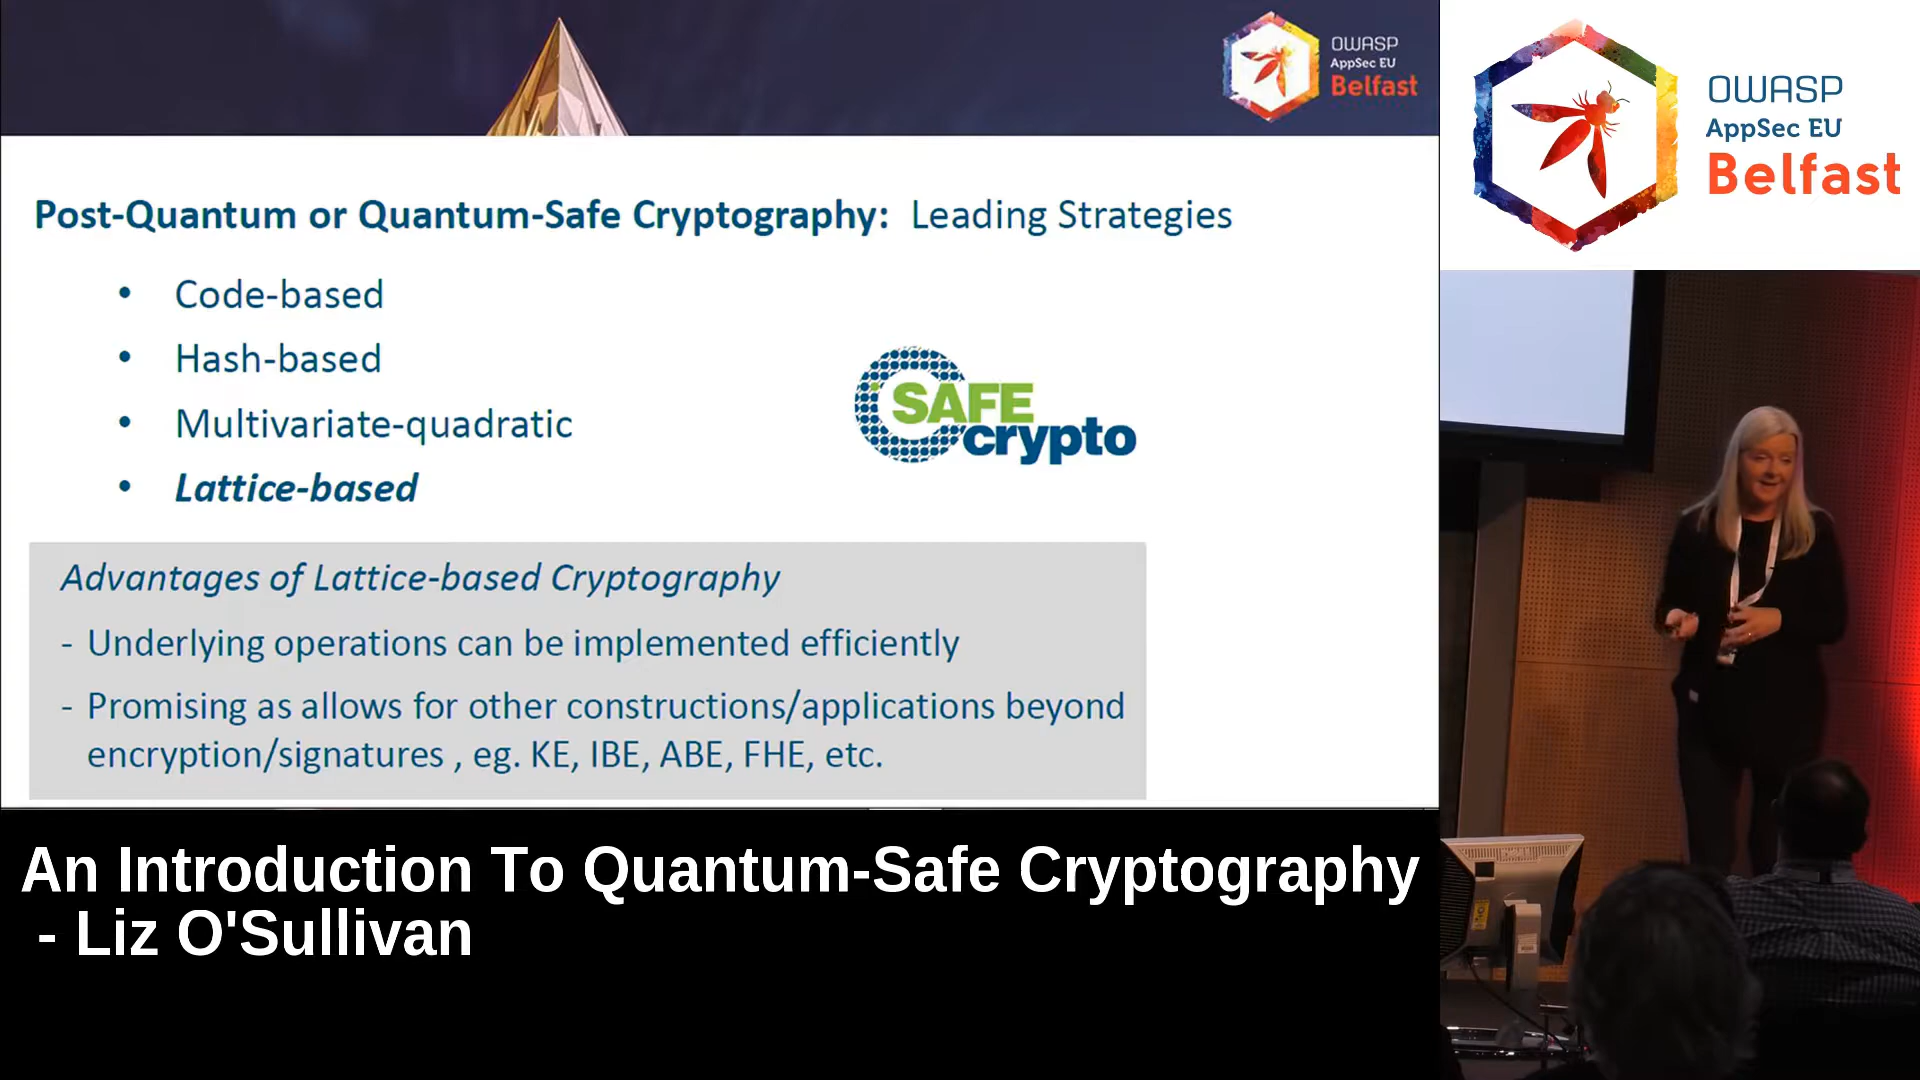 OWASP
AppSec EU
Belfast
OWASP
AppSec EU
Belfast
Post-Quantum or Quantum-Safe Cryptography: Leading Strategies
• Code-based
• Hash-based
• Multivariate-quadratic
• Lattice-based
SAFE
crypto
Advantages of Lattice-based Cryptography
- Underlying operations can be implemented efficiently
- Promising as allows for other constructions/applications beyond
encryption/signatures , eg. KE, IBE, ABE, FHE, etc.
An Introduction To Quantum-Safe Cryptography
- Liz O'Sullivan